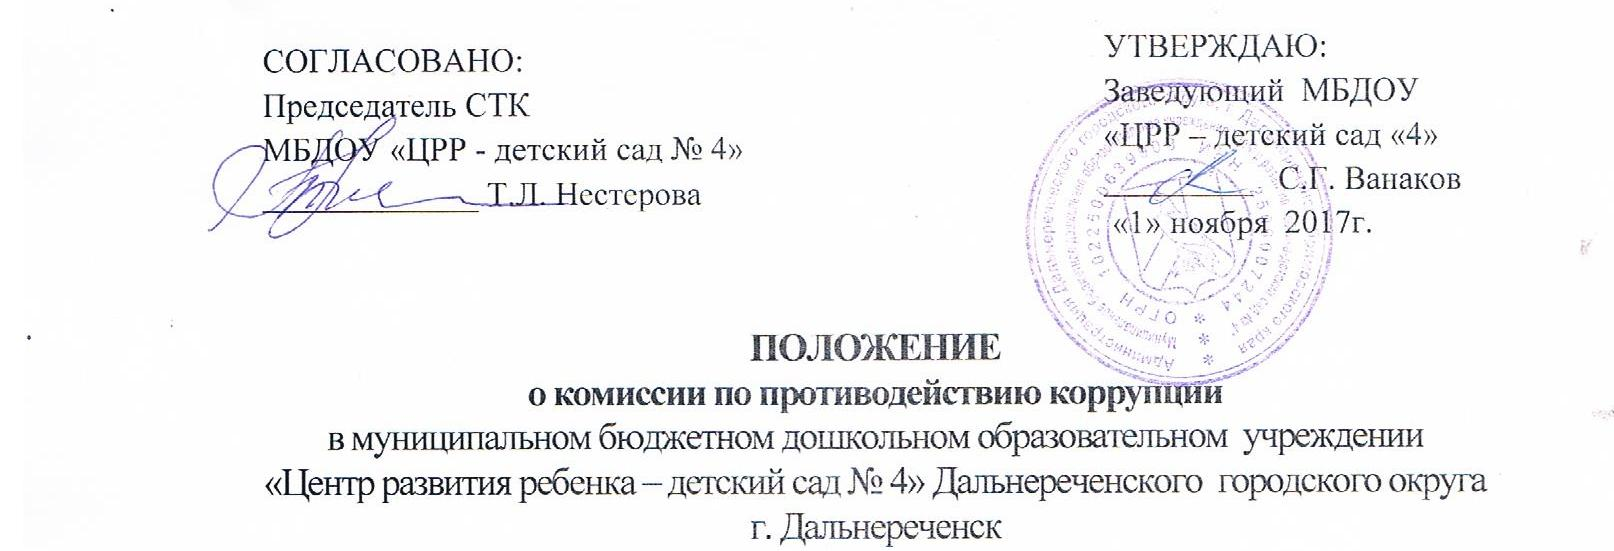 СОГЛАСОВАНО:
Председатель СТК
МБДОУ «ЦРР - детский сад № 4»
Т.Л. Нестерова
УТВЕРЖДАЮ:
Заведующий МБДОУ
«ЦРР – детский сад «4»
С.Г. Ванаков
«1» ноября 2017г.
ПОЛОЖЕНИЕ
о комиссии по противодействию коррупции
в муниципальном бюджетном дошкольном образовательном учреждении
«Центр развития ребенка – детский сад № 4» Дальнереченского городского округа
г. Дальнереченск